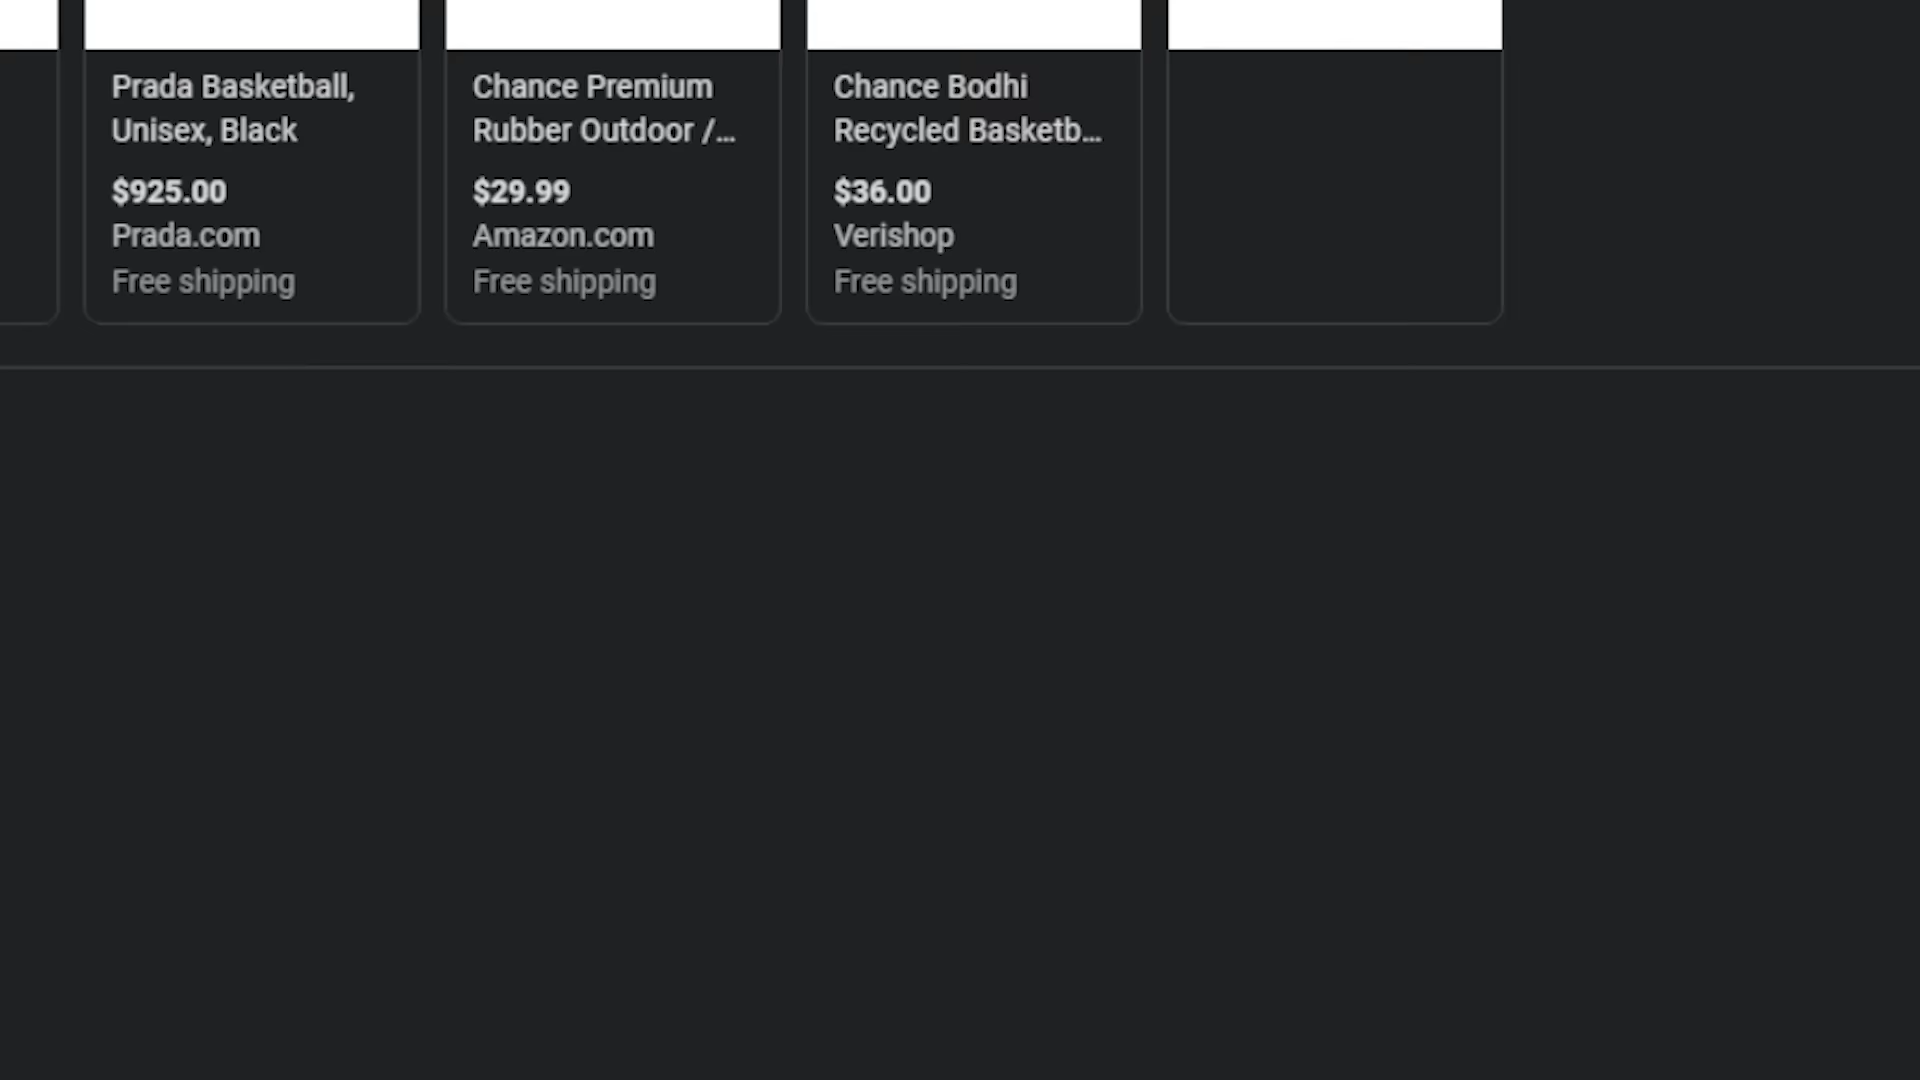 Prada Basketball,
Unisex, Black
$925.00
Prada.com
Free shipping
Chance Premium
Rubber Outdoor /...
$29.99
Amazon.com
Free shipping
Chance Bodhi
Recycled Basketb...
$36.00
Verishop
Free shipping